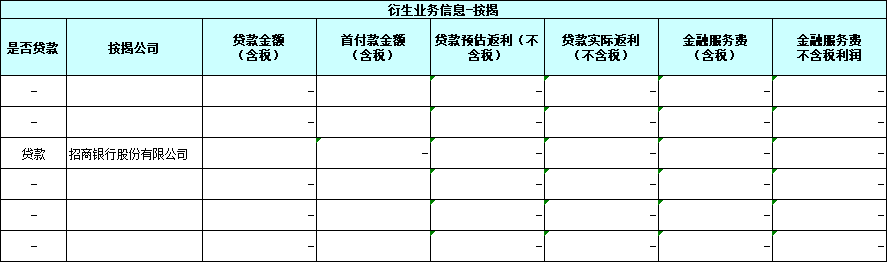 衍生业务信息-按揭
是否贷款 按揭公司 贷款金额（含税） 首付款金额（含税） 贷款预估返利（不含税） 贷款实际返利（不含税） 金融服务费（含税） 金融服务费不含税利润
– – – – – – –
– – – – – – –
贷款 招商银行股份有限公司 – – – – –
– – – – – – –
– – – – – – –
– – – – – – –